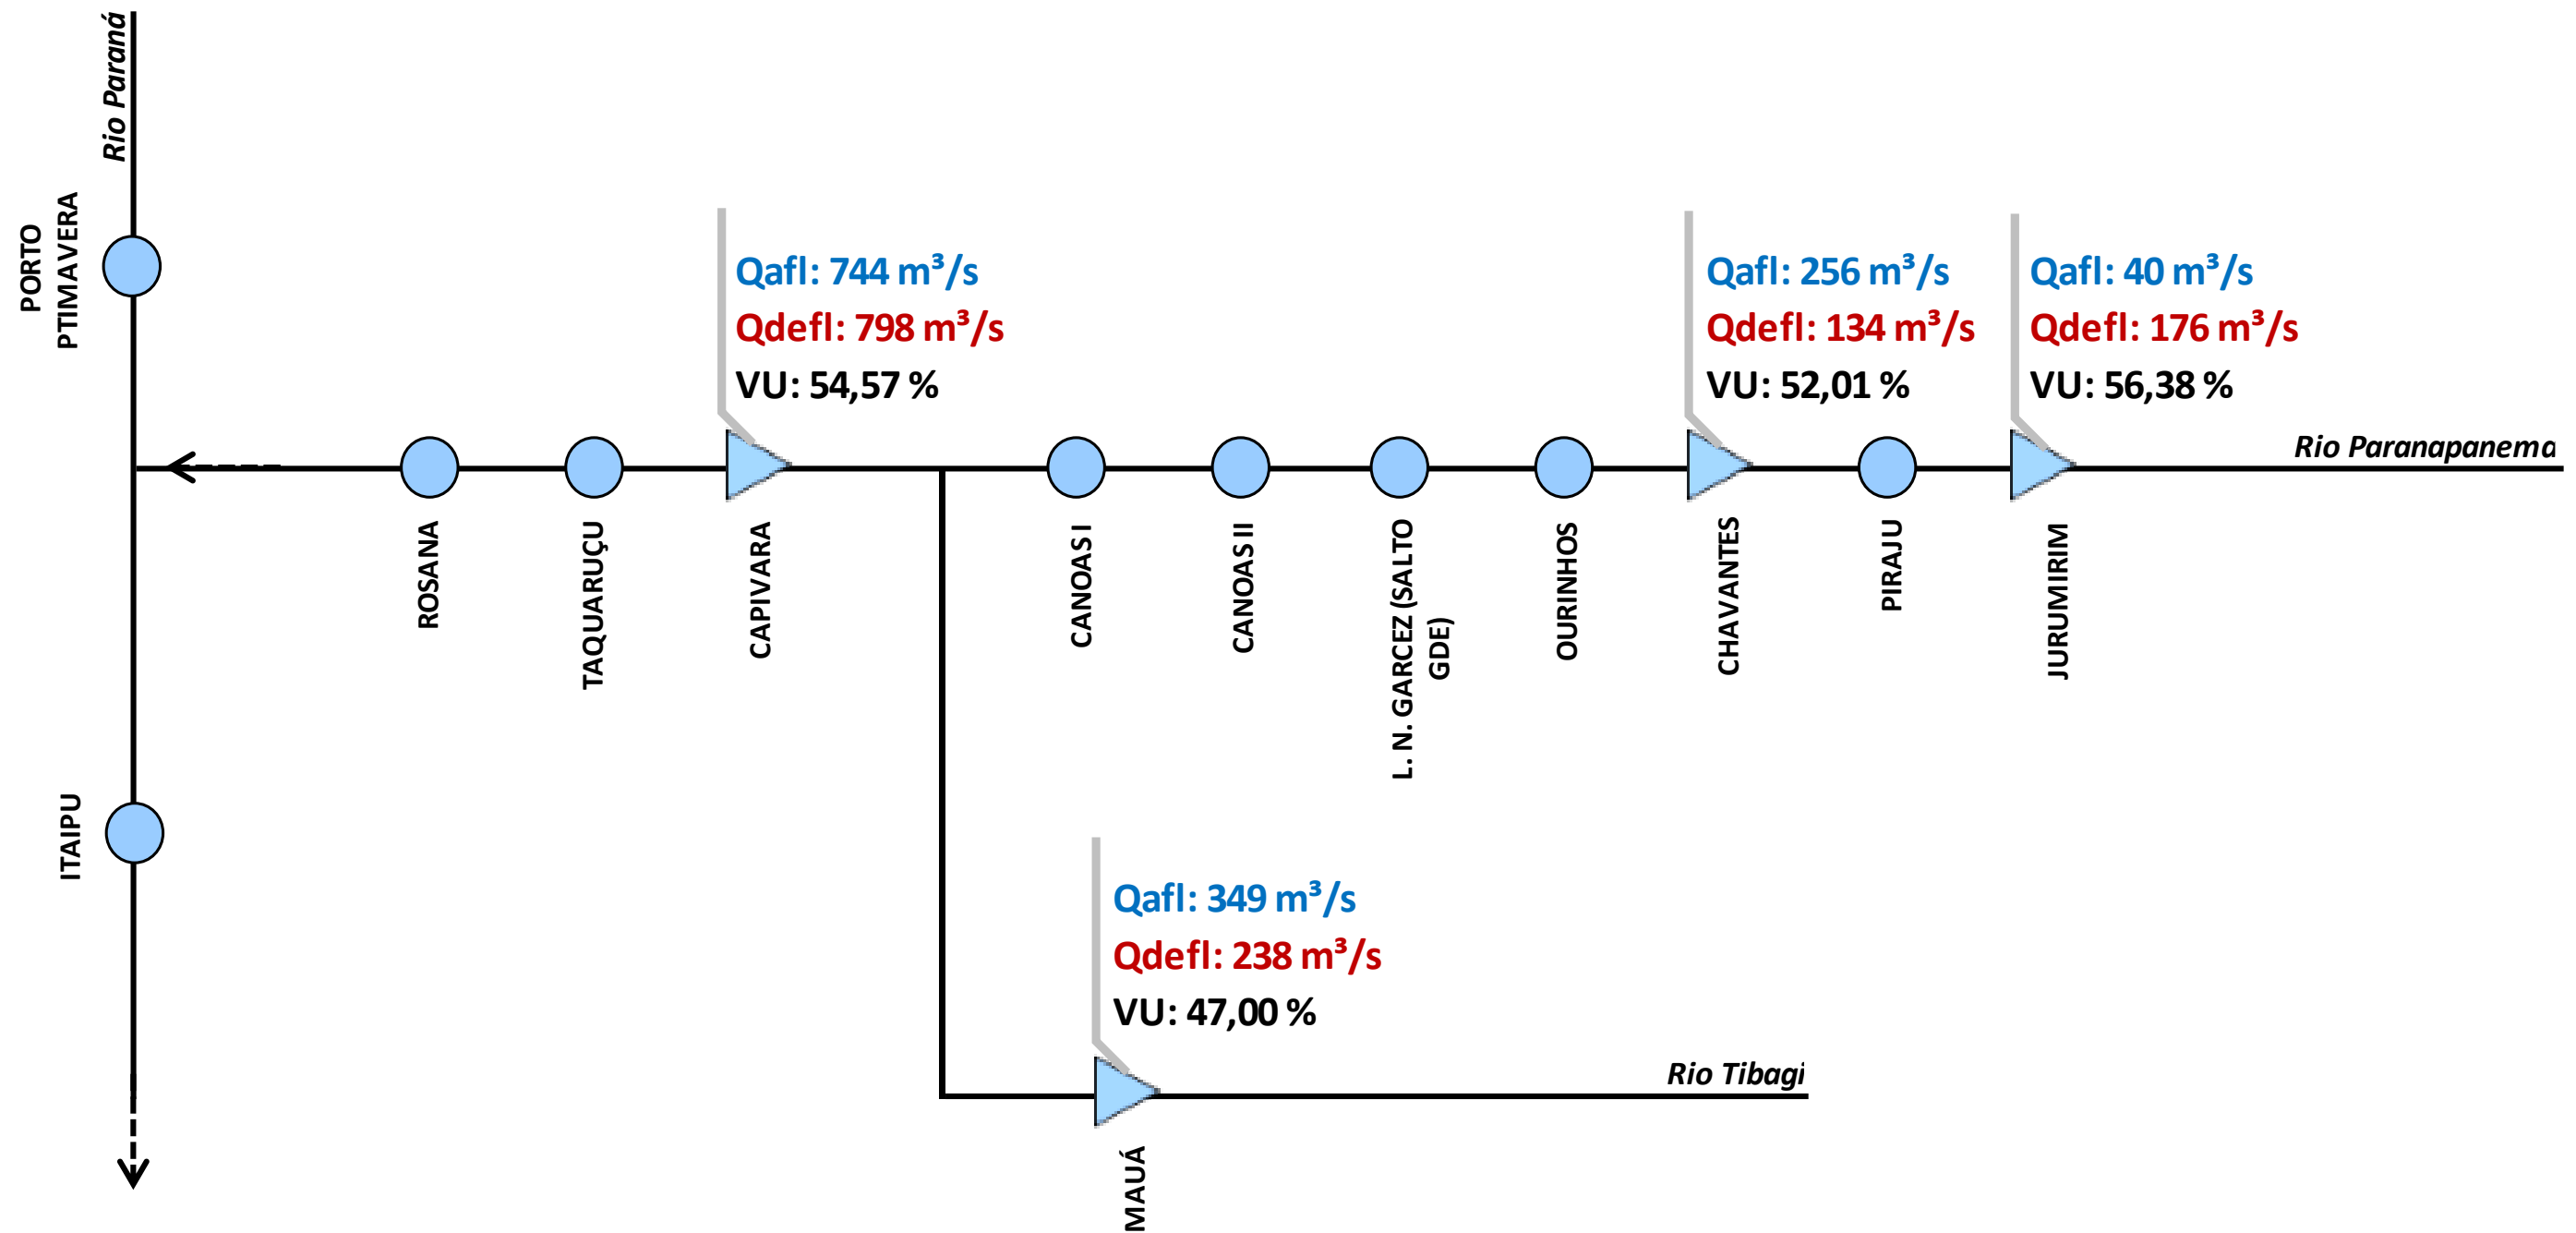 Rio Paraná
PORTO
PTIMAVERA
Qafl: 744 m³/s
Qdefl: 798 m³/s
VU: 54,57 %
Qafl: 256 m³/s
Qdefl: 134 m³/s
VU: 52,01 %
Qafl: 40 m³/s
Qdefl: 176 m³/s
VU: 56,38 %
Rio Paranapanema
ROSANA
TAQUARUÇU
CAPIVARA
CANOAS I
CANOAS II
L. N. GARCEZ (SALTO
GDE)
OURINHOS
CHAVANTES
PIRAJU
JURUMIRIM
ITAIPU
Qafl: 349 m³/s
Qdefl: 238 m³/s
VU: 47,00 %
Rio Tibagi
MAUÁ